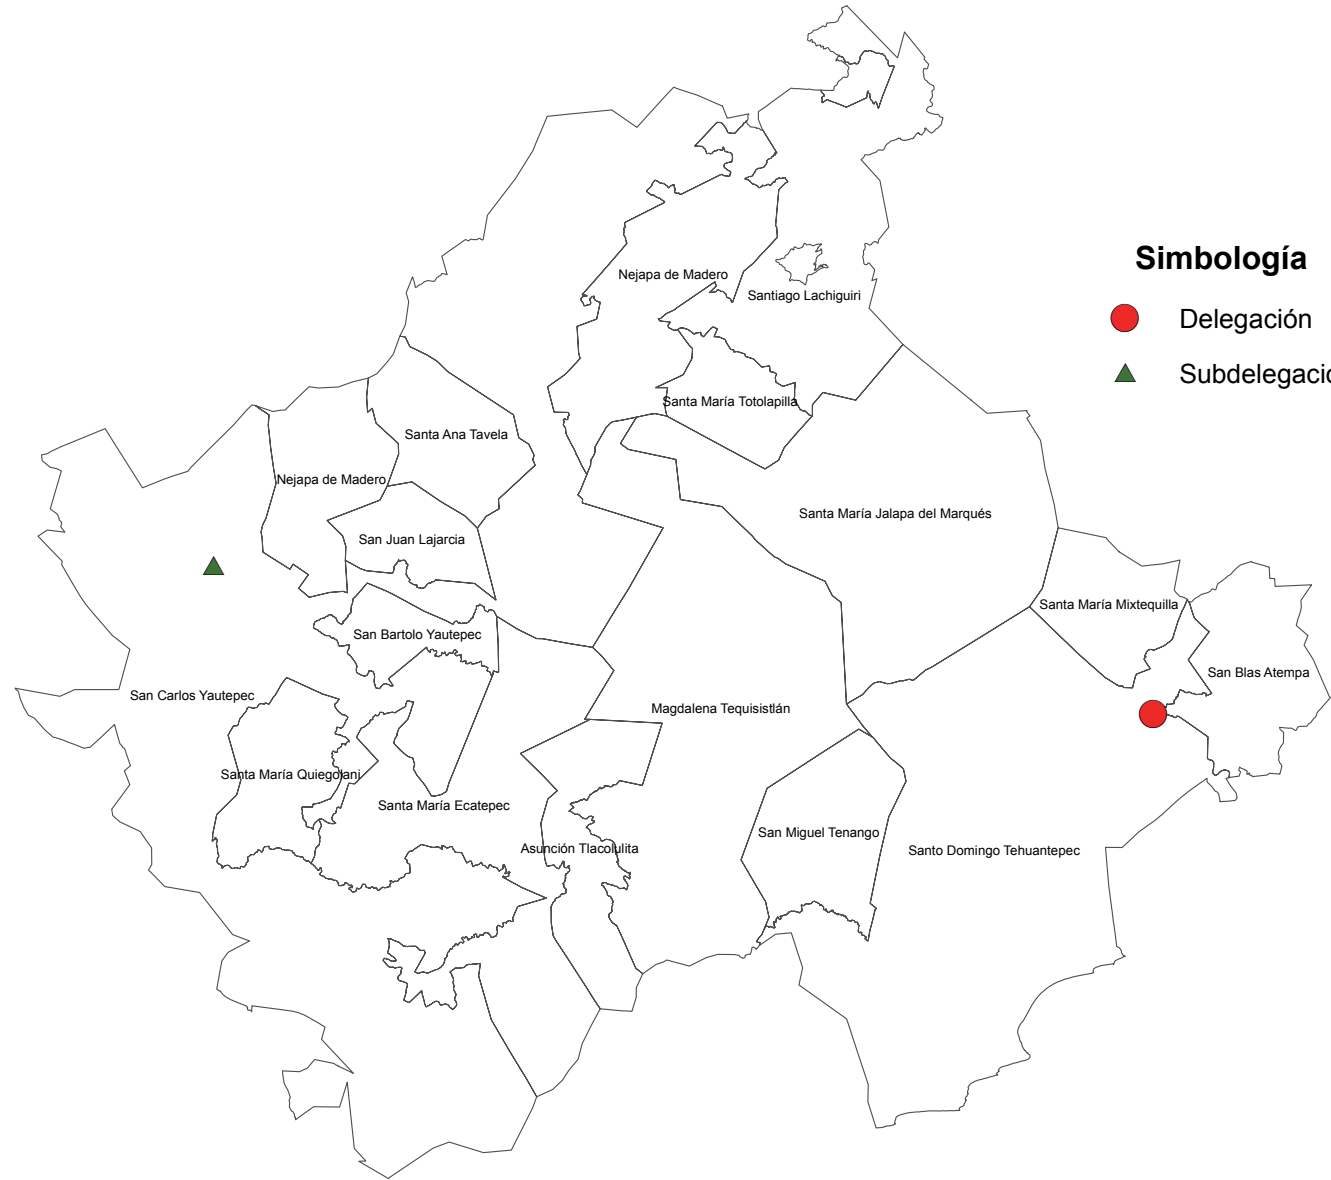 Simbología
Nejapa de Madero
Santiago Lachiguiri
Delegación
Subdelegació
Santa María Totolapilla
Santa Ana Tavela
Nejapa de Madero
Santa María Jalapa del Marqués
San Juan Lajarcia
Santa María Mixtequilla
San Bartolo Yautepec
San Blas Atempa
San Carlos Yautepec
Magdalena Tequisistlán
Santa María Quiegolani
Santa María Ecatepec
San Miguel Tenango
Asunción Tlacolulita
Santo Domingo Tehuantepec